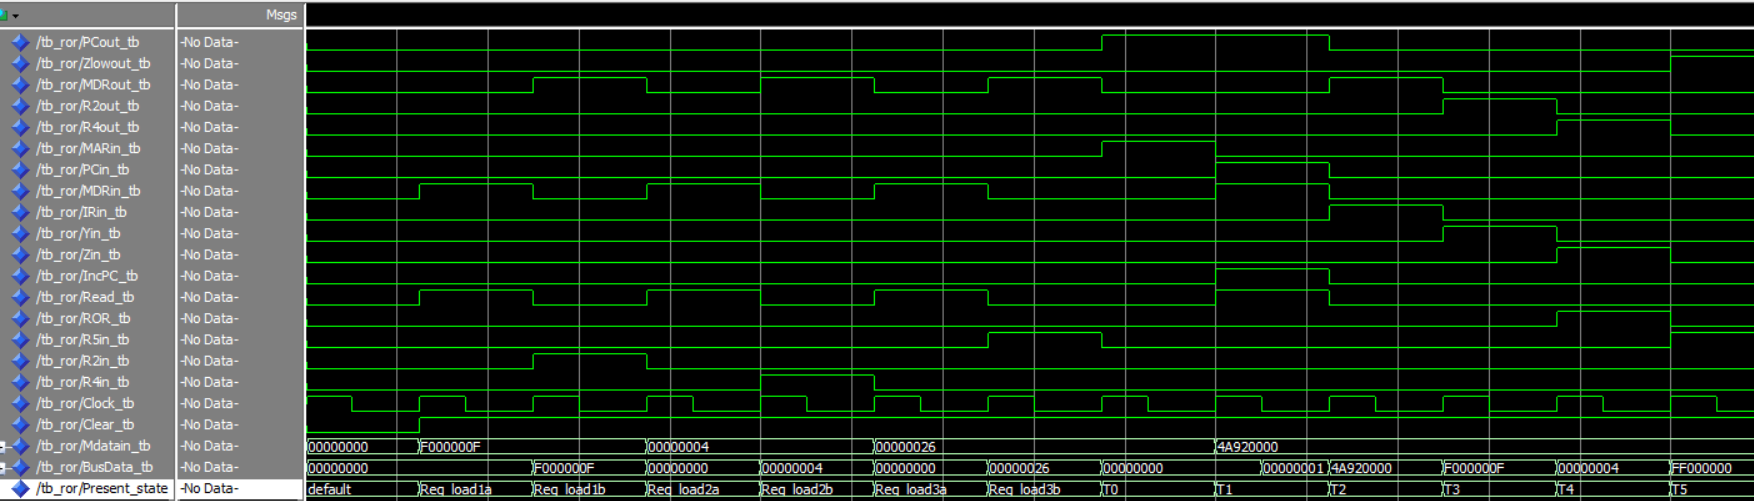 Msgs
/tb_ror/PCout_tb -No Data-
/tb_ror/Zlowout_tb -No Data-
/tb_ror/MDRout_tb -No Data-
/tb_ror/R2out_tb -No Data-
/tb_ror/R4out_tb -No Data-
/tb_ror/MARin_tb -No Data-
/tb_ror/PCin_tb -No Data-
/tb_ror/MDRin_tb -No Data-
/tb_ror/IRin_tb -No Data-
/tb_ror/Yin_tb -No Data-
/tb_ror/Zin_tb -No Data-
/tb_ror/IncPC_tb -No Data-
/tb_ror/Read_tb -No Data-
/tb_ror/ROR_tb -No Data-
/tb_ror/R5in_tb -No Data-
/tb_ror/R2in_tb -No Data-
/tb_ror/R4in_tb -No Data-
/tb_ror/Clock_tb -No Data-
/tb_ror/Clear_tb -No Data-
/tb_ror/Mdatain_tb -No Data- 00000000 F000000F 00000004 00000026 4A920000
/tb_ror/BusData_tb -No Data- 00000000 F000000F 00000000 00000004 00000000 00000026 00000000 00000001 4A920000 F000000F 00000004 FF000000
/tb_ror/Present_state -No Data- default Reg_load1a Reg_load1b Reg_load2a Reg_load2b Reg_load3a Reg_load3b T0 T1 T2 T3 T4 T5